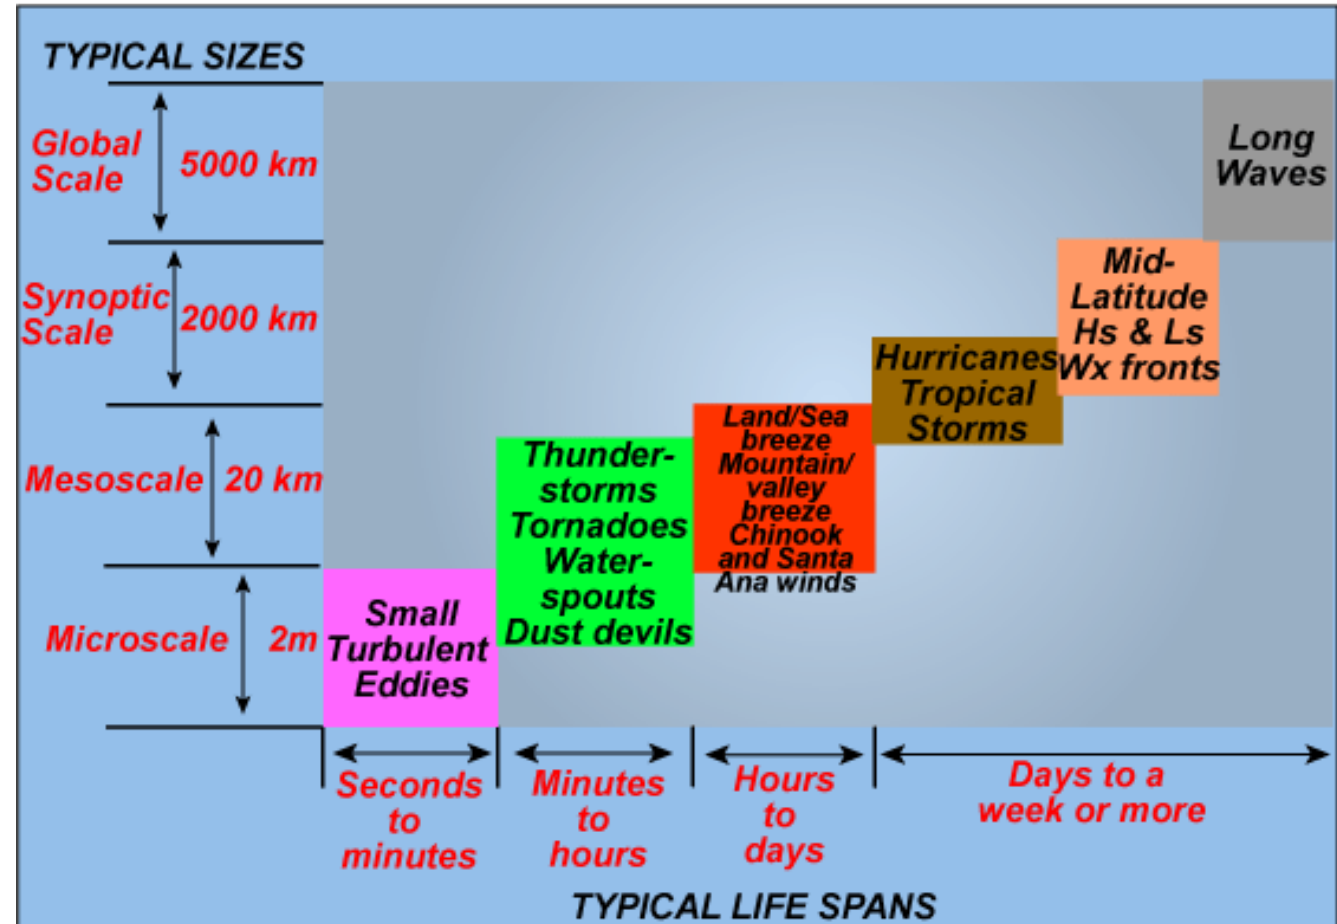 TYPICAL SIZES
Global
Scale
5000 km
Long
Waves
Synoptic
Scale
2000 km
Mid-
Latitude
Hs & Ls
Wx fronts
Hurricanes
Tropical
Storms
Mesoscale
20 km
Land/Sea
breeze
Mountain/
valley
breeze
Chinook
and Santa
Ana winds
Thunder-
storms
Tornadoes
Water-
spouts
Dust devils
Microscale
2m
Small
Turbulent
Eddies
Seconds
to
minutes
Minutes
to
hours
Hours
to
days
Days to a
week or more
TYPICAL LIFE SPANS